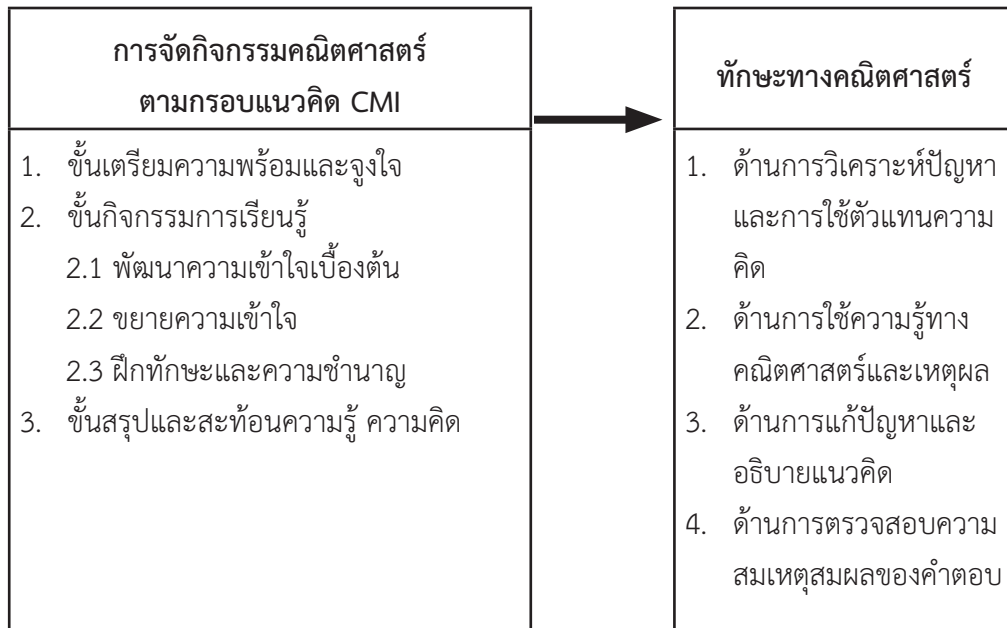 การจัดกิจกรรมคณิตศาสตร์
ตามกรอบแนวคิด CMI
1. ขั้นเตรียมความพร้อมและจูงใจ
2. ขั้นกิจกรรมการเรียนรู้
2.1 พัฒนาความเข้าใจเบื้องต้น
2.2 ขยายความเข้าใจ
2.3 ฝึกทักษะและความชำนาญ
3. ขั้นสรุปและสะท้อนความรู้ ความคิด
ทักษะทางคณิตศาสตร์
1. ด้านการวิเคราะห์ปัญหา
และการใช้ตัวแทนความ
คิด
2. ด้านการใช้ความรู้ทาง
คณิตศาสตร์และเหตุผล
3. ด้านการแก้ปัญหาและ
อธิบายแนวคิด
4. ด้านการตรวจสอบความ
สมเหตุสมผลของคำตอบ